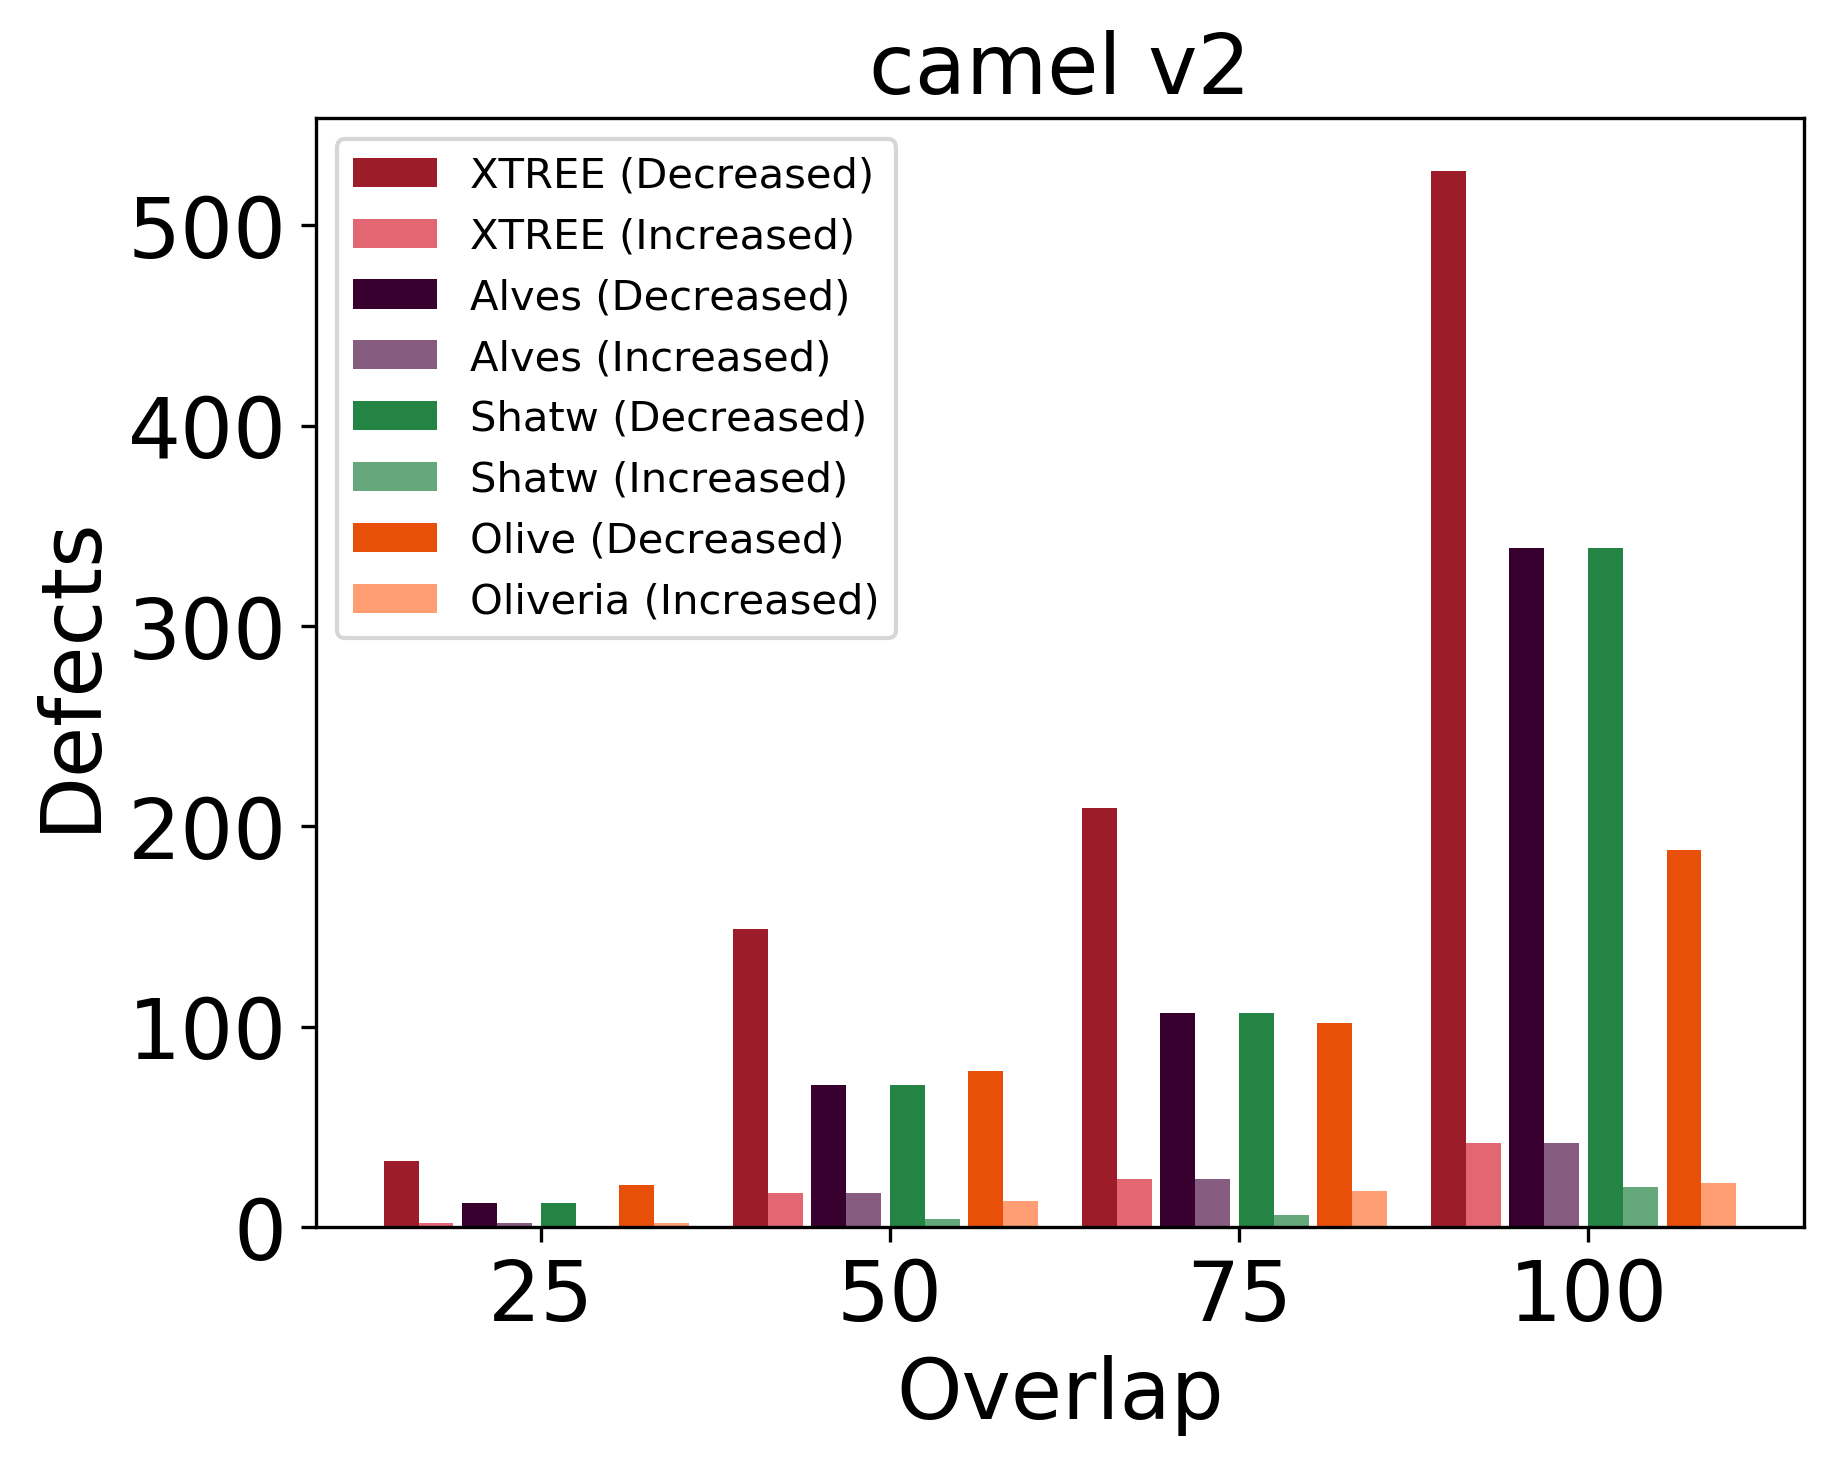 camel v2
XTREE (Decreased)
XTREE (Increased)
Alves (Decreased)
Alves (Increased)
Shatw (Decreased)
Shatw (Increased)
Olive (Decreased)
Oliveria (Increased)
500
400
300
200
100
0
Defects
25 50 75 100
Overlap